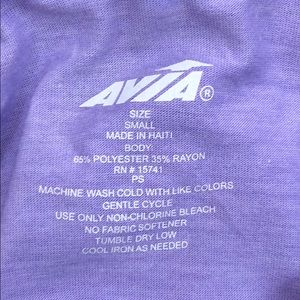 AVIA®
SIZE
SMALL
MADE IN HAITI
BODY:
65% POLYESTER 35% RAYON
RN # 15741
PS
MACHINE WASH COLD WITH LIKE COLORS
GENTLE CYCLE
USE ONLY NON-CHLORINE BLEACH
NO FABRIC SOFTENER
TUMBLE DRY LOW
COOL IRON AS NEEDED